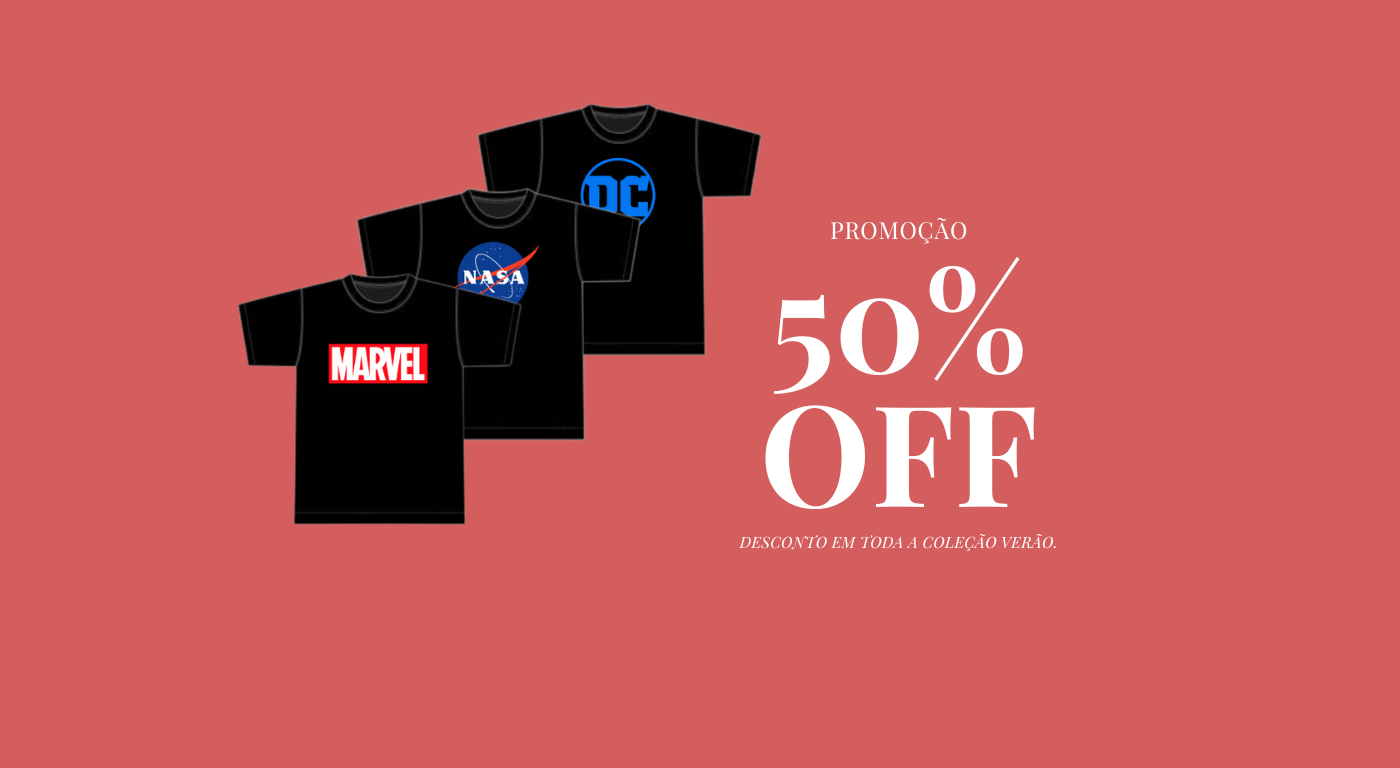 DC
NASA
MARVEL
PROMOÇÃO
50%
OFF
DESCONTO EM TODA A COLEÇÃO VERÃO.